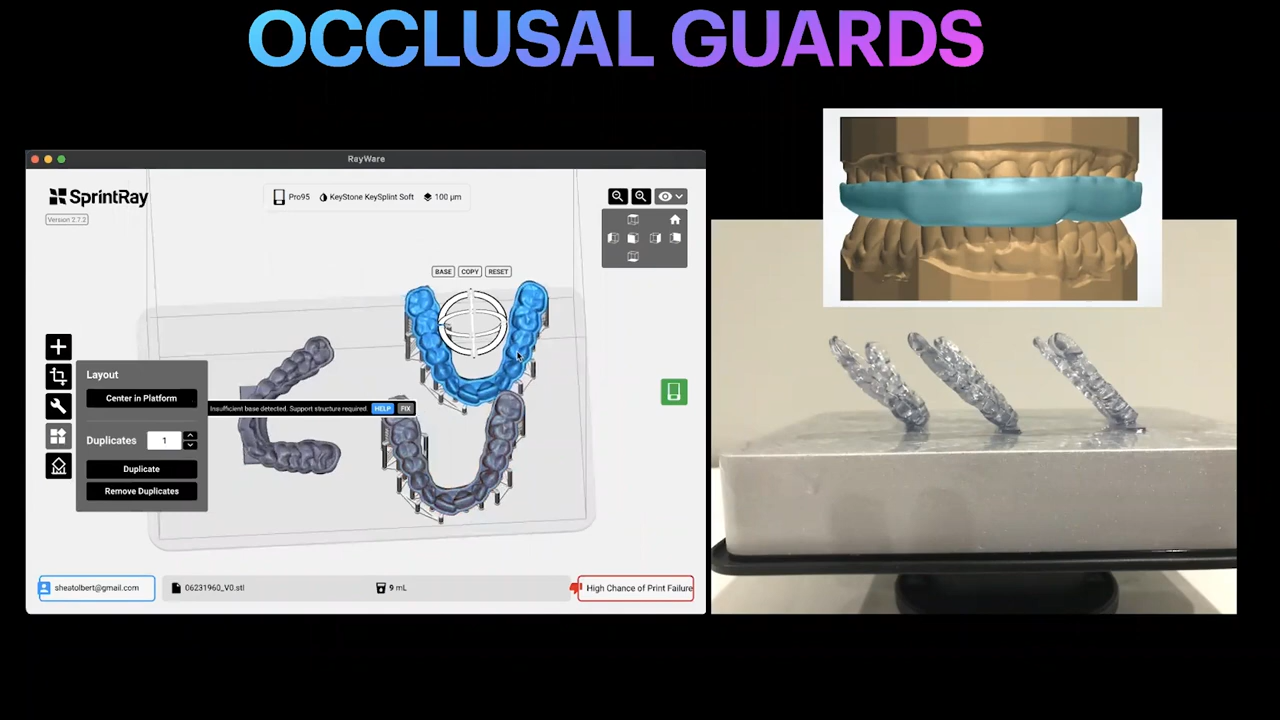 OCCLUSAL GUARDS
RayWare
SprintRay
Version 2.7.2
Pro95 KeyStone KeySplint Soft 100 µm
BASE COPY RESET
Layout
Center in Platform
Insufficient base detected. Support structure required. HELP FIX
Duplicates 1
Duplicate
Remove Duplicates
sheatolbert@gmail.com 06231960_V0.stl 9 mL High Chance of Print Failure